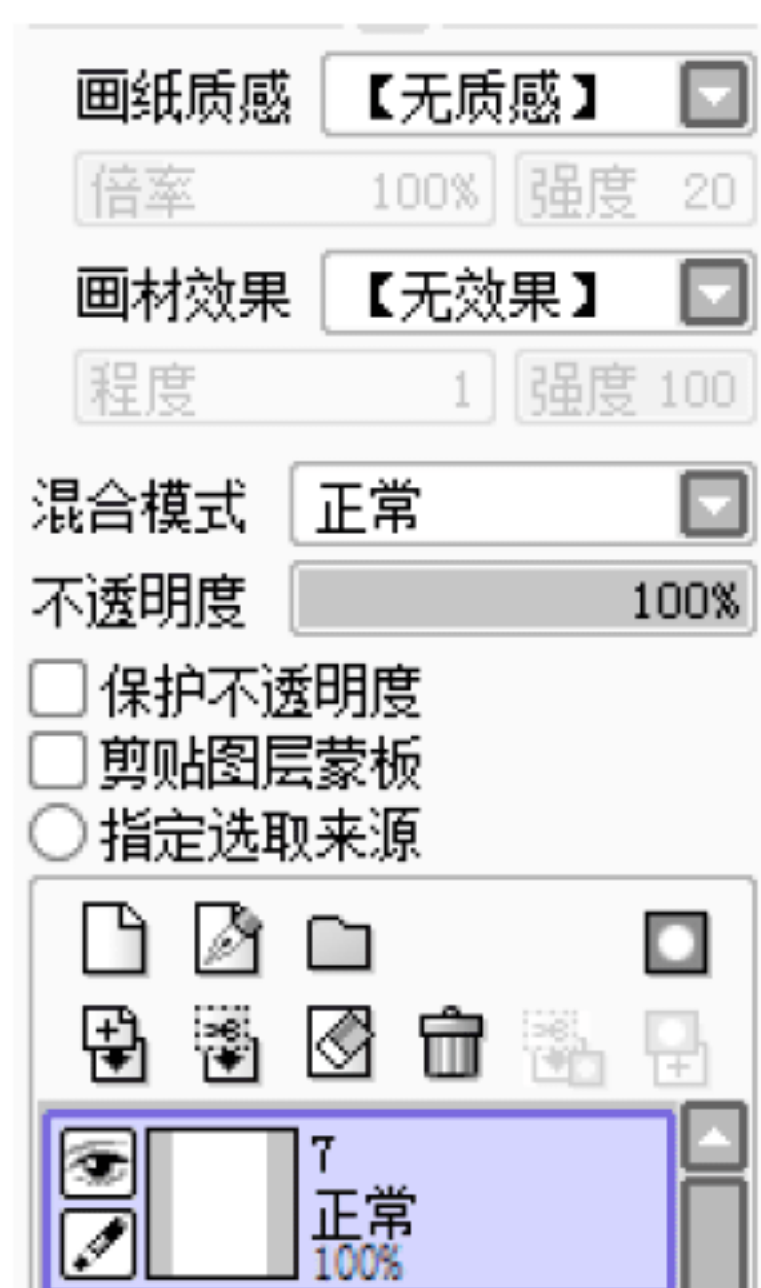 画纸质感 【无质感】
倍率 100% 强度 20
画材效果 【无效果】
程度 1 强度 100
混合模式 正常
不透明度 100%
保护不透明度
剪贴图层蒙板
指定选取来源
7
正常
100%